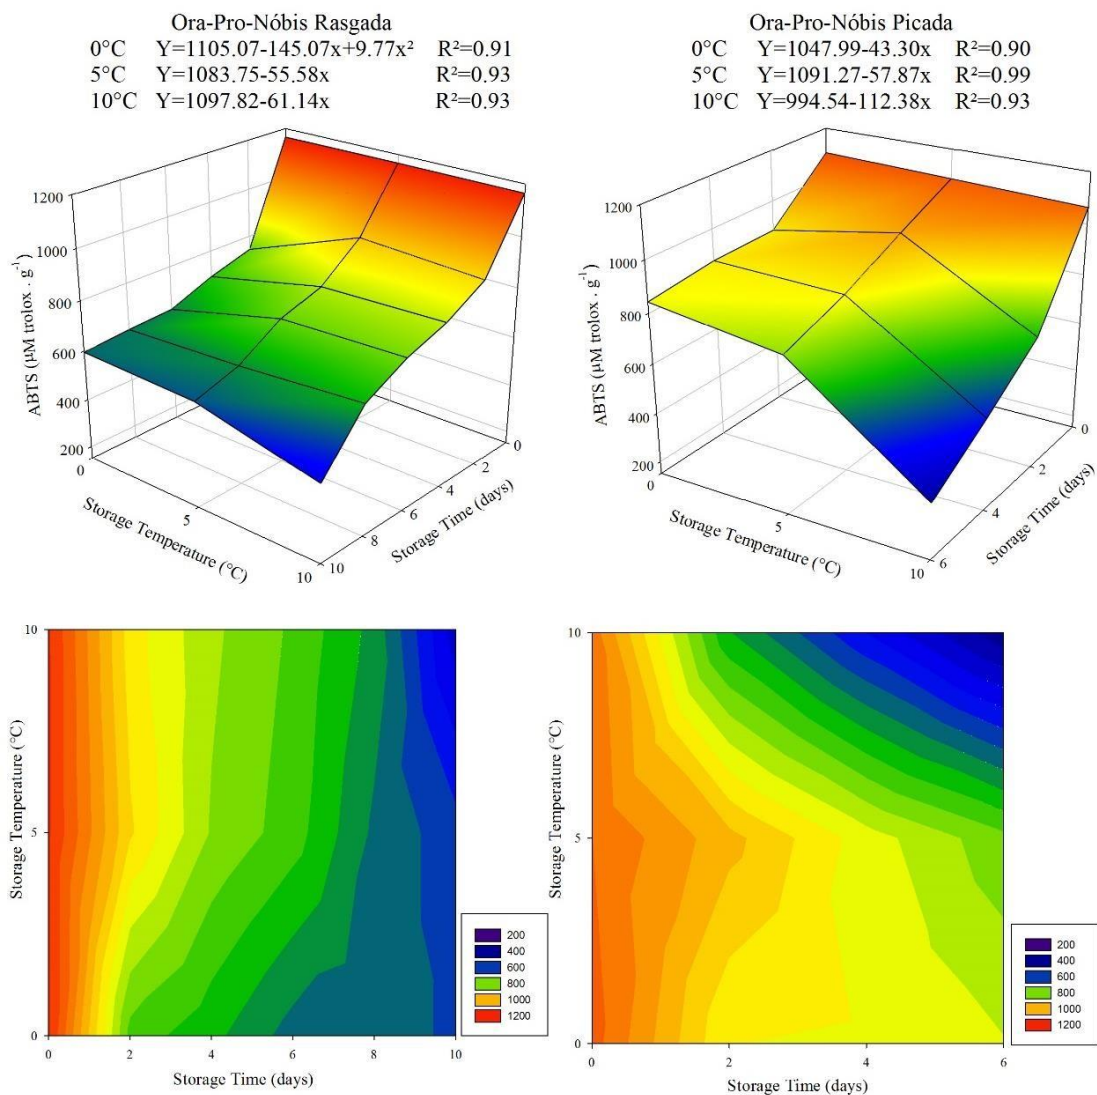 Ora-Pro-Nóbis Rasgada
0°C Y=1105.07-145.07x+9.77x² R²=0.91
5°C Y=1083.75-55.58x R²=0.93
10°C Y=1097.82-61.14x R²=0.93
Ora-Pro-Nóbis Picada
0°C Y=1047.99-43.30x R²=0.90
5°C Y=1091.27-57.87x R²=0.99
10°C Y=994.54-112.38x R²=0.93
1200
1000
800
600
400
200
ABTS (µM trolox · g⁻¹)
0
5
10
Storage Temperature (°C)
10
8
6
4
2
0
Storage Time (days)
1200
1000
800
600
400
200
ABTS (µM trolox · g⁻¹)
0
5
10
Storage Temperature (°C)
6
4
2
0
Storage Time (days)
10
5
0
Storage Temperature (°C)
0 2 4 6 8 10
Storage Time (days)
200
400
600
800
1000
1200
10
5
0
Storage Temperature (°C)
0 2 4 6
Storage Time (days)
200
400
600
800
1000
1200